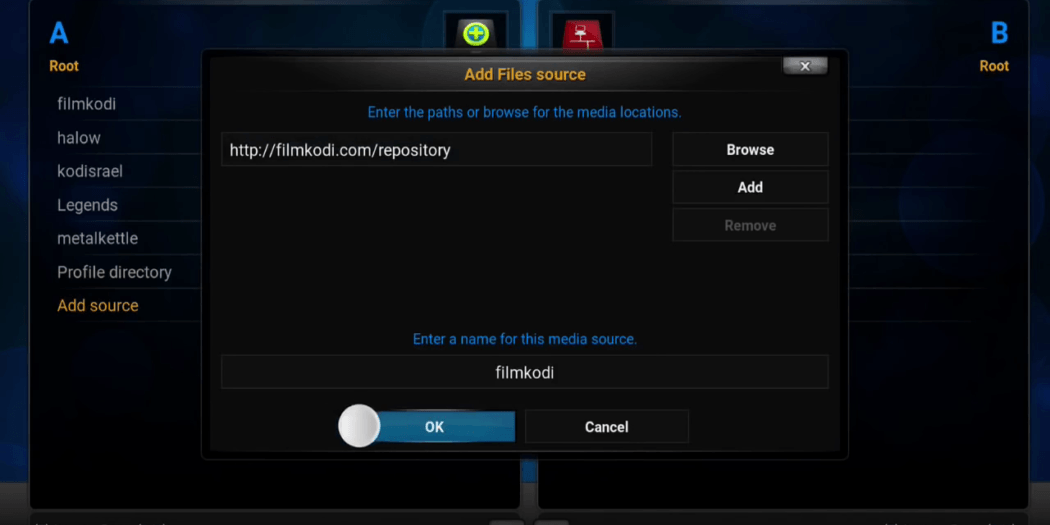 A
B
Root
Root
Add Files source
Enter the paths or browse for the media locations.
filmkodi
halow
kodisrael
Legends
metalkettle
Profile directory
Add source
http://filmkodi.com/repository
Browse
Add
Remove
Enter a name for this media source.
filmkodi
OK
Cancel